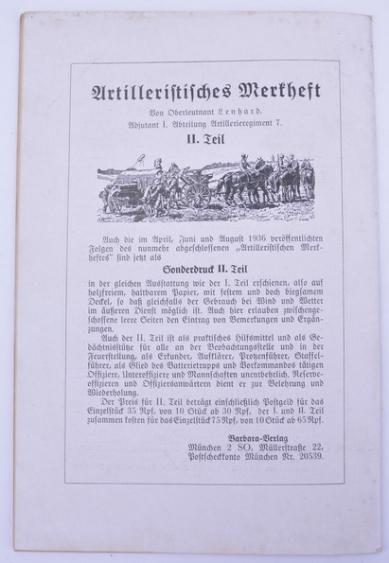 Artilleristisches Merkheft
Von Oberleutnant Lenhard.
Adjutant I. Abteilung Artillerieregiment 7.
II. Teil
Auch die im April, Juni und August 1936 veröffentlichten
Folgen des nunmehr abgeschlossenen „Artilleristischen Merk-
heftes" sind jetzt als
Sonderdruck II. Teil
in der gleichen Ausstattung wie der I. Teil erschienen, also auf
holzfreiem, haltbarem Papier, mit festem und doch biegsamem
Deckel, so daß gleichfalls der Gebrauch bei Wind und Wetter
im äußeren Dienst möglich ist. Auch hier erlauben zwischenge-
schossene leere Seiten den Eintrag von Bemerkungen und Ergän-
zungen.
Auch der II. Teil ist als praktisches Hilfsmittel und als Ge-
dächtnisstütze für alle an der Beobachtungsstelle und in der
Feuerstellung, als Erkunder, Aufklärer, Protzenführer, Staffel-
führer, als Glied des Batterietrupps und Vorkommandos tätigen
Offiziere, Unteroffiziere und Mannschaften unentbehrlich. Reserve-
offizieren und Offiziersanwärtern dient er zur Belehrung und
Wiederholung.
Der Preis für II. Teil beträgt einschließlich Postgeld für das
Einzelstück 35 Rpf. von 10 Stück ab 30 Rpf. der I. und II. Teil
zusammen kosten für das Einzelstück 75 Rpf. von 10 Stück ab 65 Rpf.
Barbara-Verlag
München 2 SO, Müllerstraße 22,
Postscheckkonto München Nr. 20539.